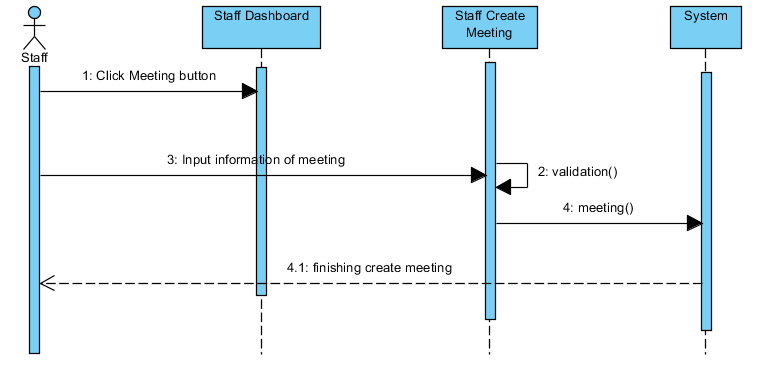 Staff Dashboard
Staff Create
Meeting
System
Staff
1: Click Meeting button
3: Input information of meeting
2: validation()
4: meeting()
4.1: finishing create meeting